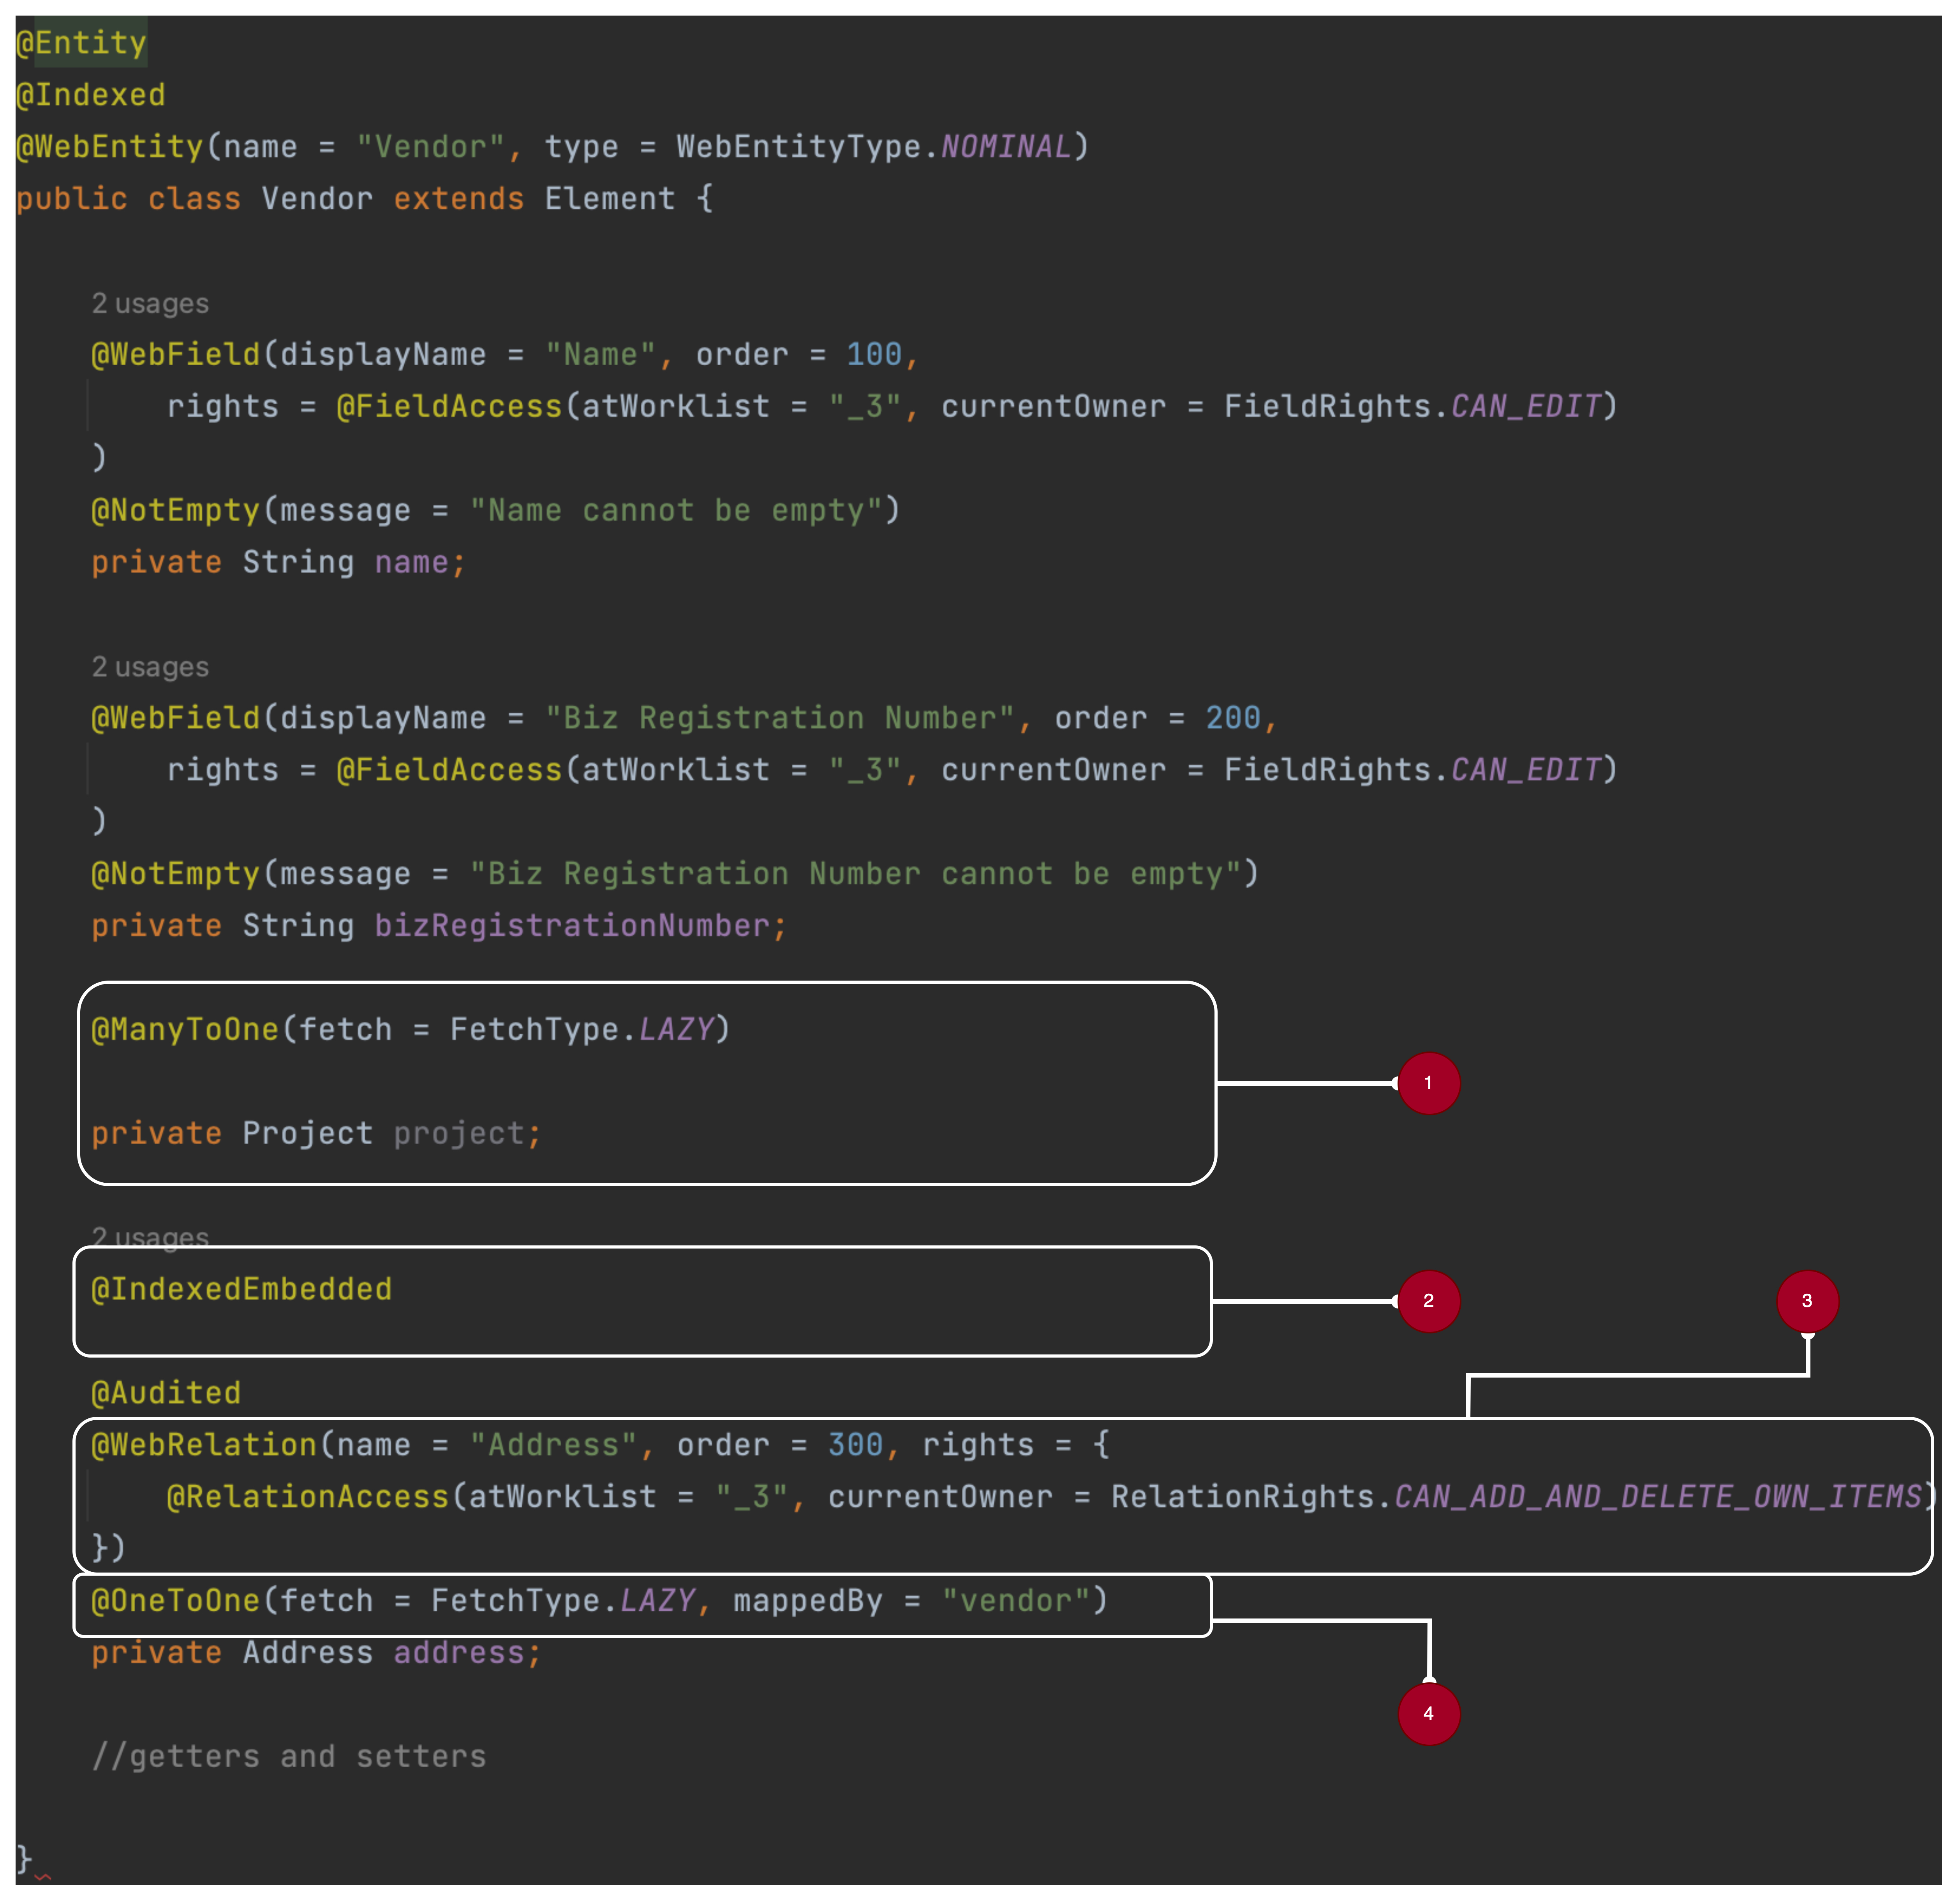 @Entity
@Indexed
@WebEntity(name = "Vendor", type = WebEntityType.NOMINAL)
public class Vendor extends Element {
2 usages
@WebField(displayName = "Name", order = 100,
rights = @FieldAccess(atWorklist = "_3", currentOwner = FieldRights.CAN_EDIT)
)
@NotEmpty(message = "Name cannot be empty")
private String name;
2 usages
@WebField(displayName = "Biz Registration Number", order = 200,
rights = @FieldAccess(atWorklist = "_3", currentOwner = FieldRights.CAN_EDIT)
)
@NotEmpty(message = "Biz Registration Number cannot be empty")
private String bizRegistrationNumber;
@ManyToOne(fetch = FetchType.LAZY)
1
private Project project;
2 usages
@IndexedEmbedded
2
3
@Audited
@WebRelation(name = "Address", order = 300, rights = {
@RelationAccess(atWorklist = "_3", currentOwner = RelationRights.CAN_ADD_AND_DELETE_OWN_ITEMS)
})
@OneToOne(fetch = FetchType.LAZY, mappedBy = "vendor")
private Address address;
4
//getters and setters
}